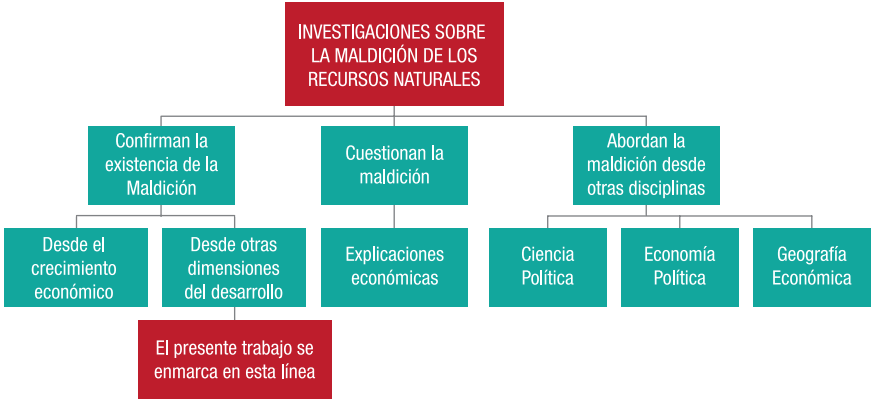 INVESTIGACIONES SOBRE
LA MALDICIÓN DE LOS
RECURSOS NATURALES
Confirman la
existencia de la
Maldición
Cuestionan la
maldición
Abordan la
maldición desde
otras disciplinas
Desde el
crecimiento
económico
Desde otras
dimensiones
del desarrollo
Explicaciones
económicas
Ciencia
Política
Economía
Política
Geografía
Económica
El presente trabajo se
enmarca en esta línea